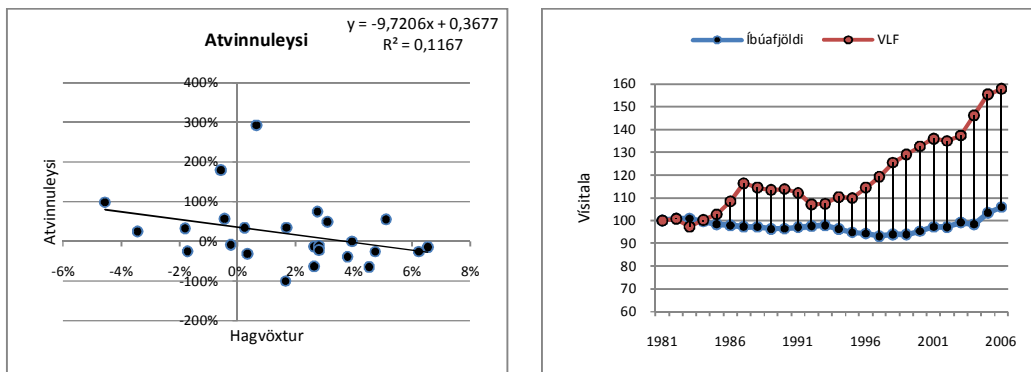 y = -9,7206x + 0,3677
R² = 0,1167
Atvinnuleysi
400%
300%
200%
100%
0%
-100%
-200%
-6% -4% -2% 0% 2% 4% 6% 8%
Atvinnuleysi
Hagvöxtur
Íbúafjöldi VLF
160
150
140
130
120
110
100
90
80
70
60
Vísitala
1981 1986 1991 1996 2001 2006